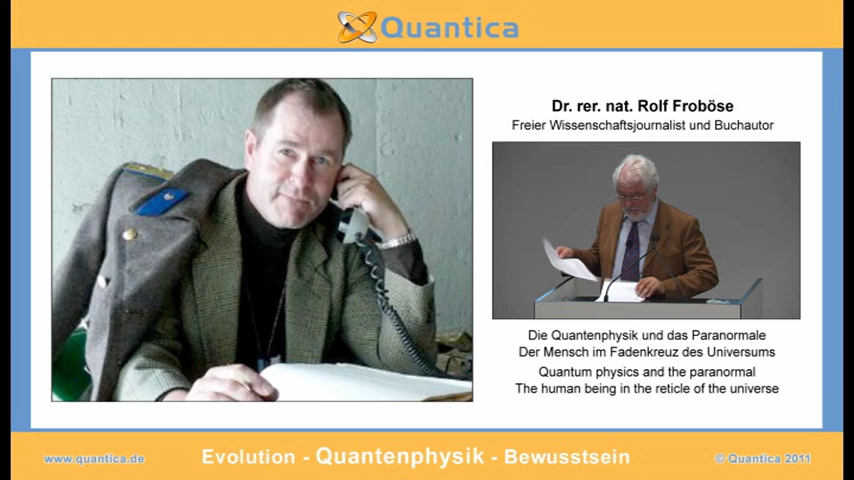 Quantica
Dr. rer. nat. Rolf Froböse
Freier Wissenschaftsjournalist und Buchautor
Die Quantenphysik und das Paranormale
Der Mensch im Fadenkreuz des Universums
Quantum physics and the paranormal
The human being in the reticle of the universe
www.quantica.de
Evolution - Quantenphysik - Bewusstsein
© Quantica 2011